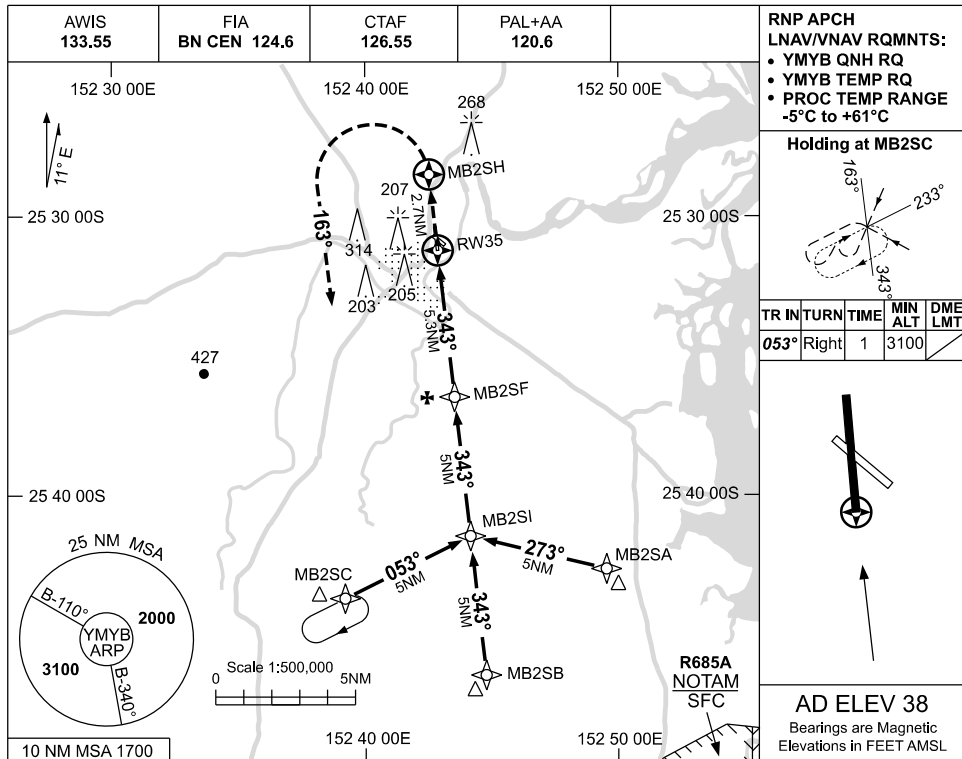 AWIS
133.55
FIA
BN CEN 124.6
CTAF
126.55
PAL+AA
120.6
RNP APCH
LNAV/VNAV RQMNTS:
• YMYB QNH RQ
• YMYB TEMP RQ
• PROC TEMP RANGE
-5°C to +61°C
152 30 00E
152 40 00E
152 50 00E
11° E
268
MB2SH
207
2.7NM
25 30 00S
25 30 00S
163°
RW35
314
203
205
343°
5.3NM
427
MB2SF
343°
5NM
25 40 00S
25 40 00S
MB2SI
053°
5NM
273°
5NM
MB2SA
MB2SC
343°
5NM
MB2SB
25 NM MSA
B-110°
2000
YMYB
ARP
3100
B-340°
Scale 1:500,000
0
5NM
R685A
NOTAM
SFC
10 NM MSA 1700
152 40 00E
152 50 00E
Holding at MB2SC
163°
233°
343°
TR IN TURN TIME MIN ALT DME LMT
053° Right 1 3100
AD ELEV 38
Bearings are Magnetic
Elevations in FEET AMSL